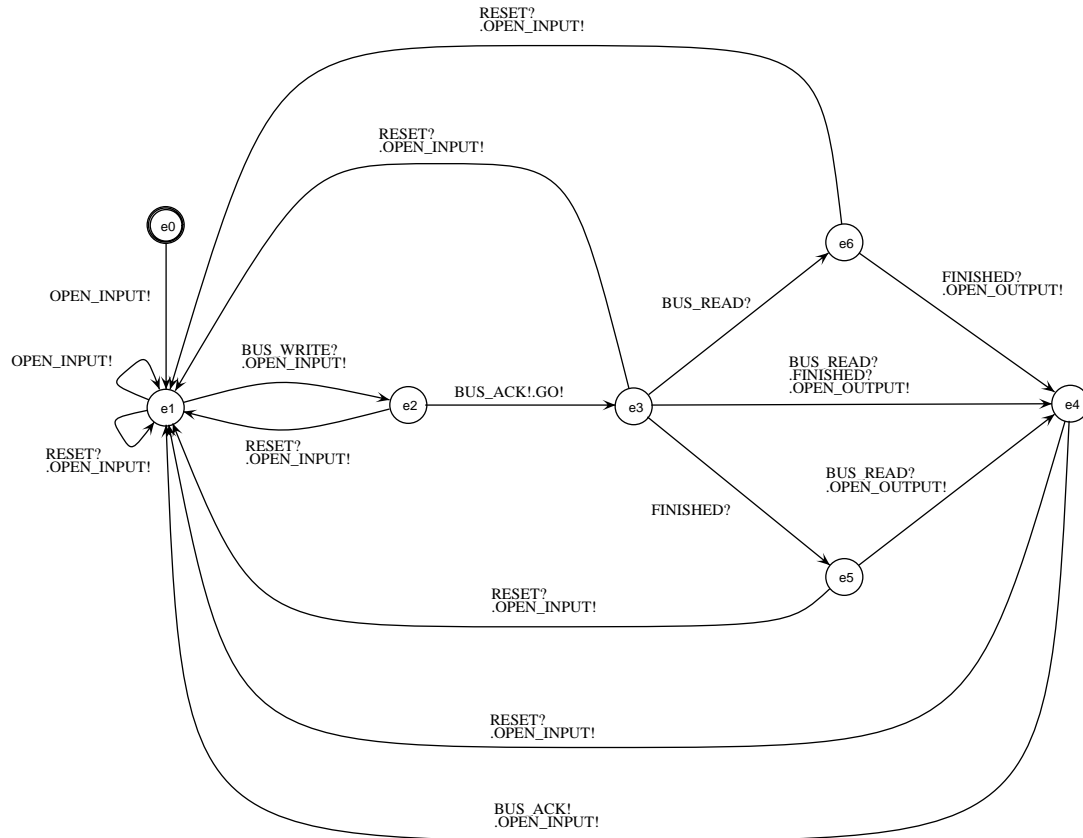 RESET?
.OPEN_INPUT!
RESET?
.OPEN_INPUT!
e0
e6
OPEN_INPUT!
BUS_READ?
FINISHED?
.OPEN_OUTPUT!
OPEN_INPUT!
BUS_WRITE?
.OPEN_INPUT!
BUS_READ?
.FINISHED?
.OPEN_OUTPUT!
e1
e2
BUS_ACK!.GO!
e3
e4
RESET?
.OPEN_INPUT!
RESET?
.OPEN_INPUT!
BUS_READ?
.OPEN_OUTPUT!
FINISHED?
e5
RESET?
.OPEN_INPUT!
RESET?
.OPEN_INPUT!
BUS_ACK!
.OPEN_INPUT!